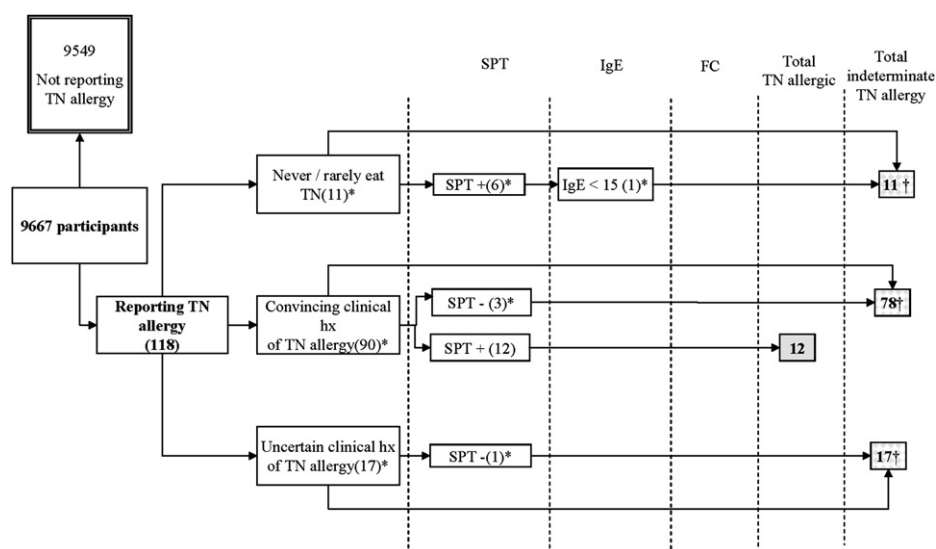 9549
Not reporting
TN allergy
SPT
IgE
FC
Total
TN allergic
Total
indeterminate
TN allergy
Never / rarely eat
TN(11)*
SPT +(6)*
IgE < 15 (1)*
11 †
9667 participants
Reporting TN
allergy
(118)
Convincing clinical
hx
of TN allergy(90)*
SPT - (3)*
78†
SPT + (12)
12
Uncertain clinical hx
of TN allergy(17)*
SPT -(1)*
17†